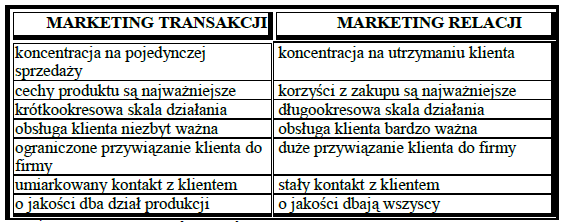 MARKETING TRANSAKCJI MARKETING RELACJI
koncentracja na pojedynczej sprzedaży koncentracja na utrzymaniu klienta
cechy produktu są najważniejsze korzyści z zakupu są najważniejsze
krótkookresowa skala działania długookresowa skala działania
obsługa klienta niezbyt ważna obsługa klienta bardzo ważna
ograniczone przywiązanie klienta do firmy duże przywiązanie klienta do firmy
umiarkowany kontakt z klientem stały kontakt z klientem
o jakości dba dział produkcji o jakości dbają wszyscy